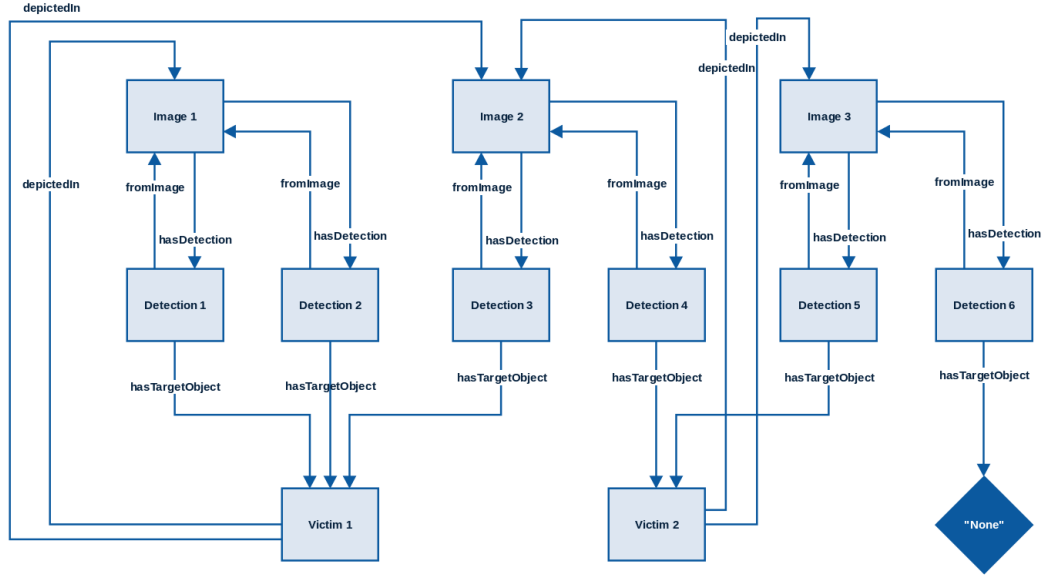 depictedIn
depictedIn
depictedIn
Image 1
Image 2
Image 3
depictedIn
fromImage
fromImage
fromImage
fromImage
fromImage
fromImage
hasDetection
hasDetection
hasDetection
hasDetection
hasDetection
hasDetection
Detection 1
Detection 2
Detection 3
Detection 4
Detection 5
Detection 6
hasTargetObject
hasTargetObject
hasTargetObject
hasTargetObject
hasTargetObject
hasTargetObject
Victim 1
Victim 2
"None"